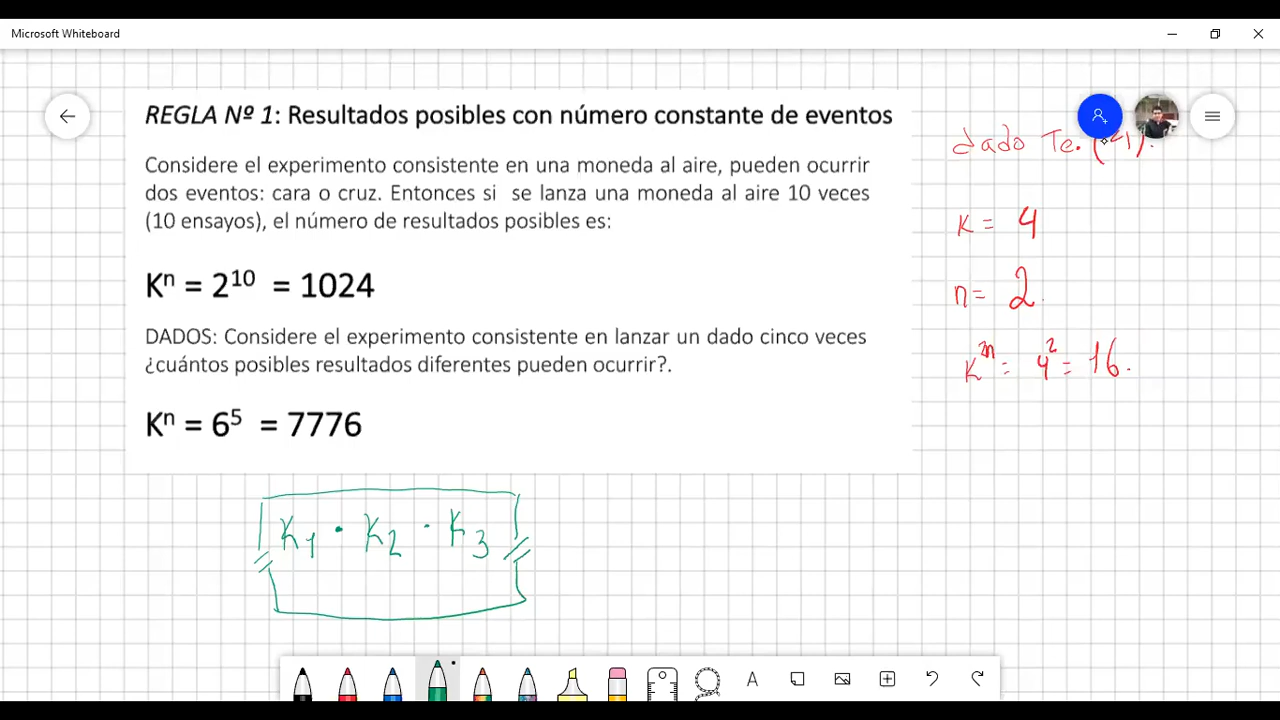 Microsoft Whiteboard
REGLA Nº 1: Resultados posibles con número constante de eventos
Considere el experimento consistente en una moneda al aire, pueden ocurrir
dos eventos: cara o cruz. Entonces si se lanza una moneda al aire 10 veces
(10 ensayos), el número de resultados posibles es:
Kⁿ = 2¹⁰ = 1024
DADOS: Considere el experimento consistente en lanzar un dado cinco veces
¿cuántos posibles resultados diferentes pueden ocurrir?.
Kⁿ = 6⁵ = 7776
K₁ · K₂ · K₃
dado Te.
K = 4
n = 2.
= 4² = 16.
A